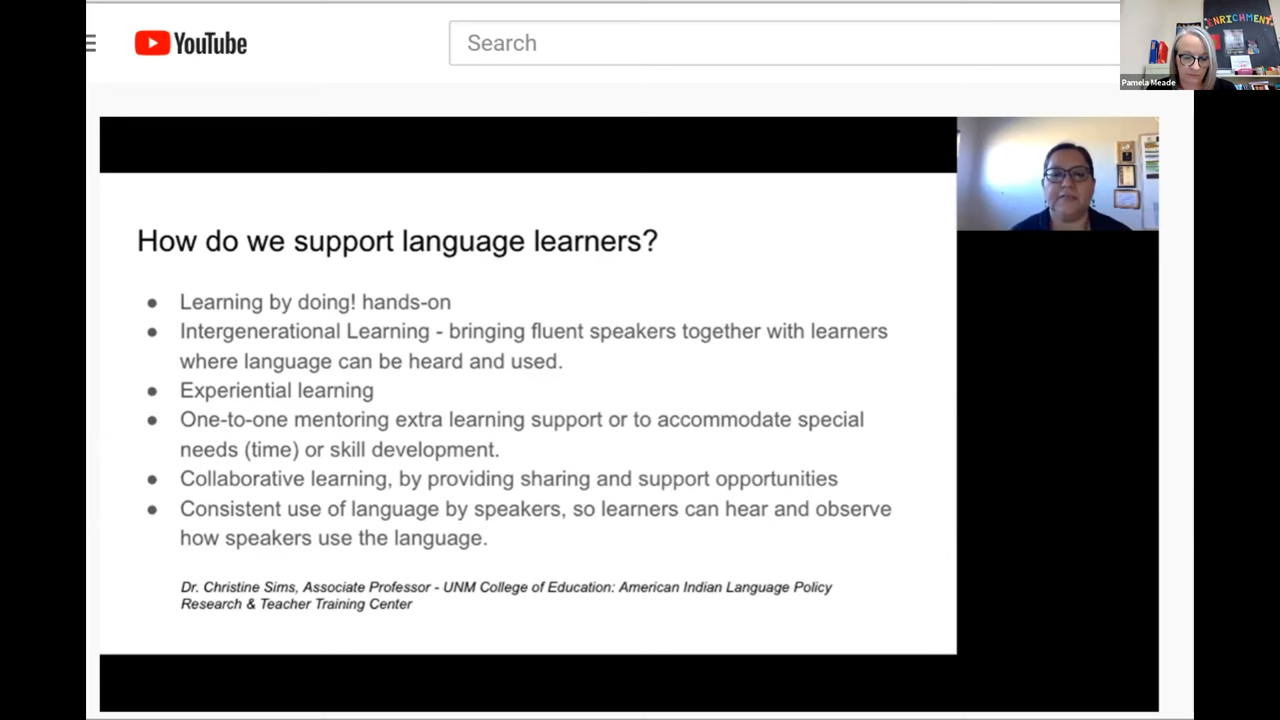 YouTube
Search
ENRICHMENT
Pamela Meade
How do we support language learners?
● Learning by doing! hands-on
● Intergenerational Learning - bringing fluent speakers together with learners
where language can be heard and used.
● Experiential learning
● One-to-one mentoring extra learning support or to accommodate special
needs (time) or skill development.
● Collaborative learning, by providing sharing and support opportunities
● Consistent use of language by speakers, so learners can hear and observe
how speakers use the language.
Dr. Christine Sims, Associate Professor - UNM College of Education: American Indian Language Policy
Research & Teacher Training Center